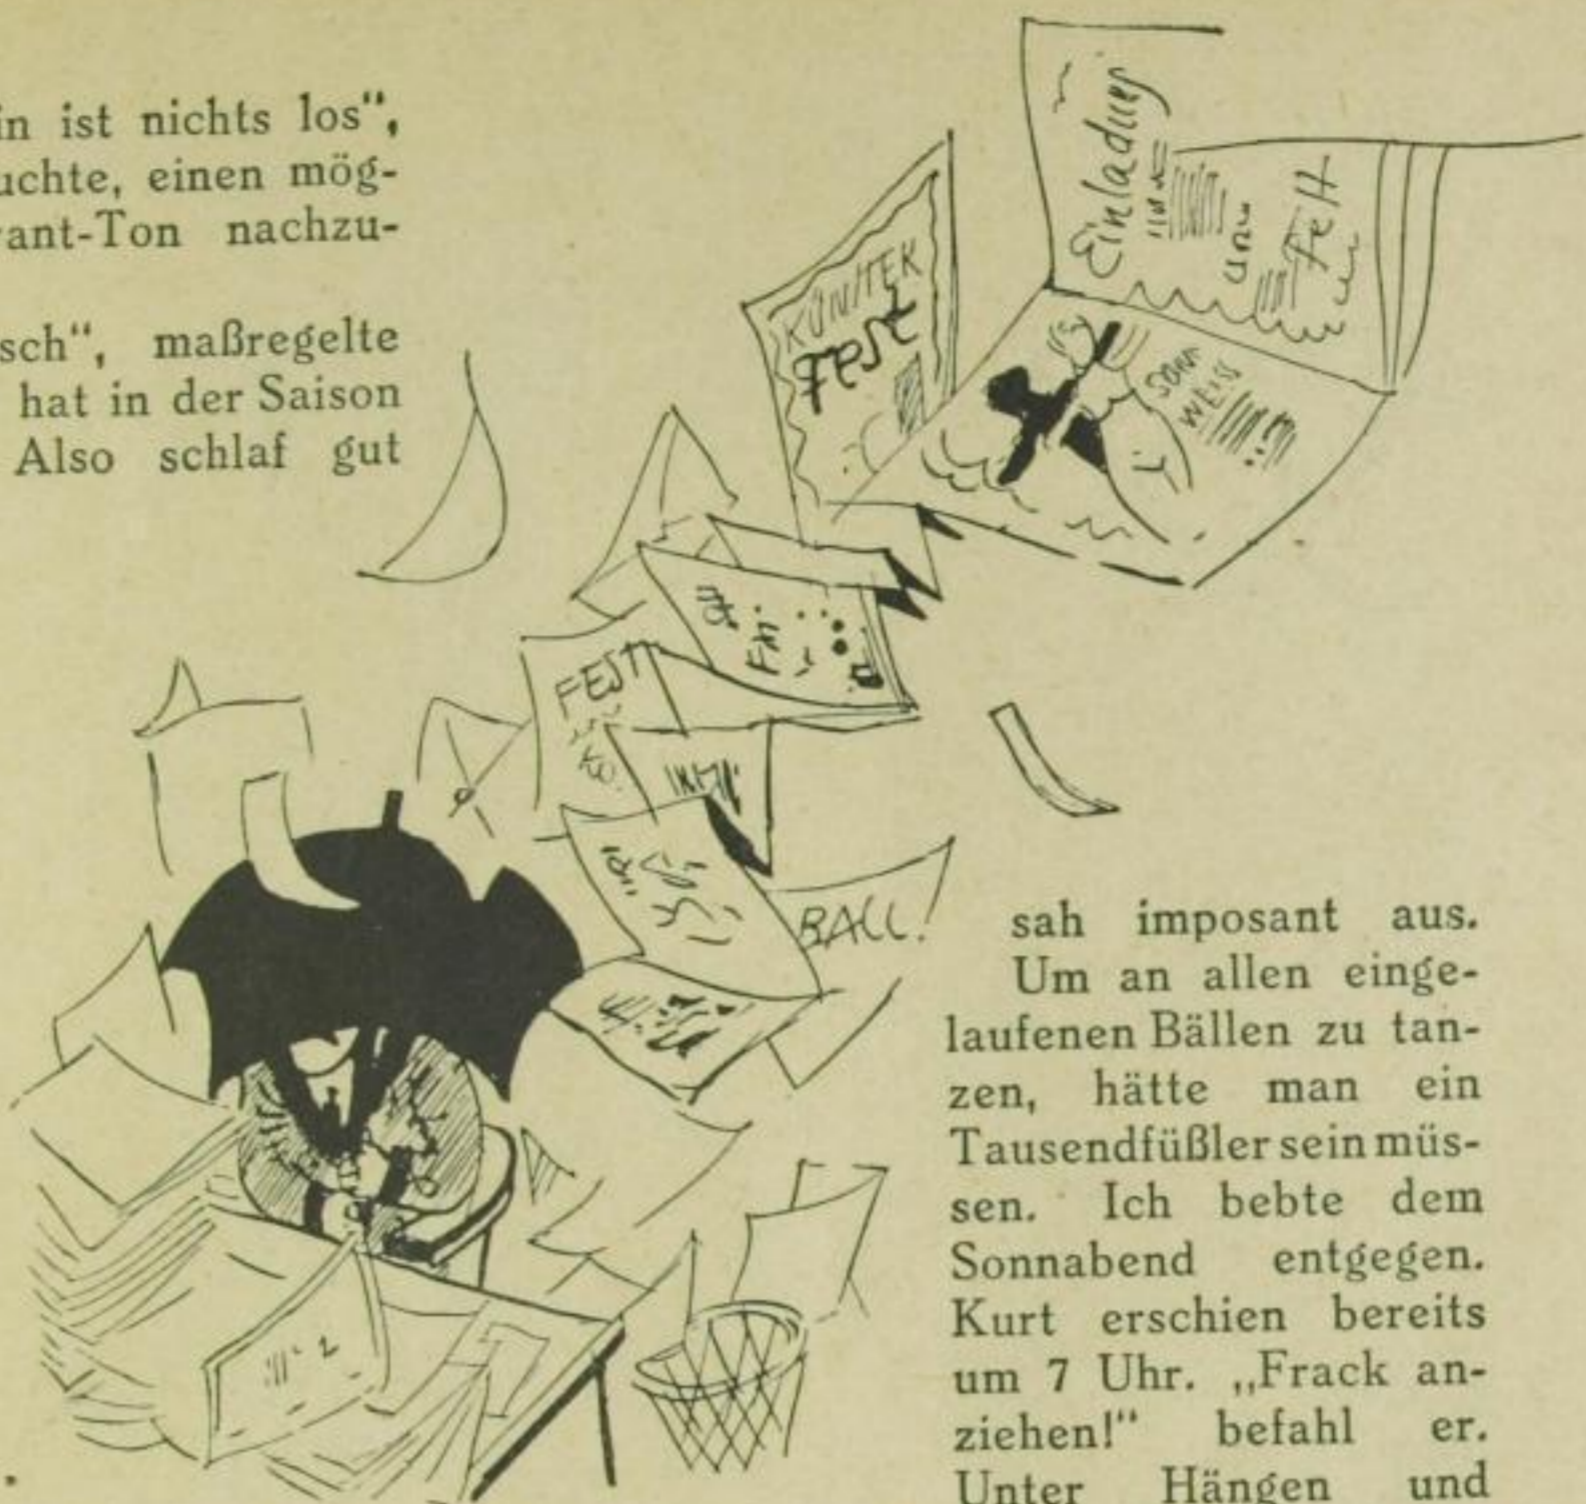 in ist nichts los“,
uchte, einen mög-
ant-Ton nachzu-
sch“, maßregelte
hat in der Saison
Also schlaf gut
Einladung
Fest
KÜNSTLER
Fest
FEST
BALL!
sah imposant aus.
Um an allen einge-
laufenen Bällen zu tan-
zen, hätte man ein
Tausendfüßler sein müs-
sen. Ich bebte dem
Sonnabend entgegen.
Kurt erschien bereits
um 7 Uhr. „Frack an-
ziehen!“ befahl er.
Unter Hängen und